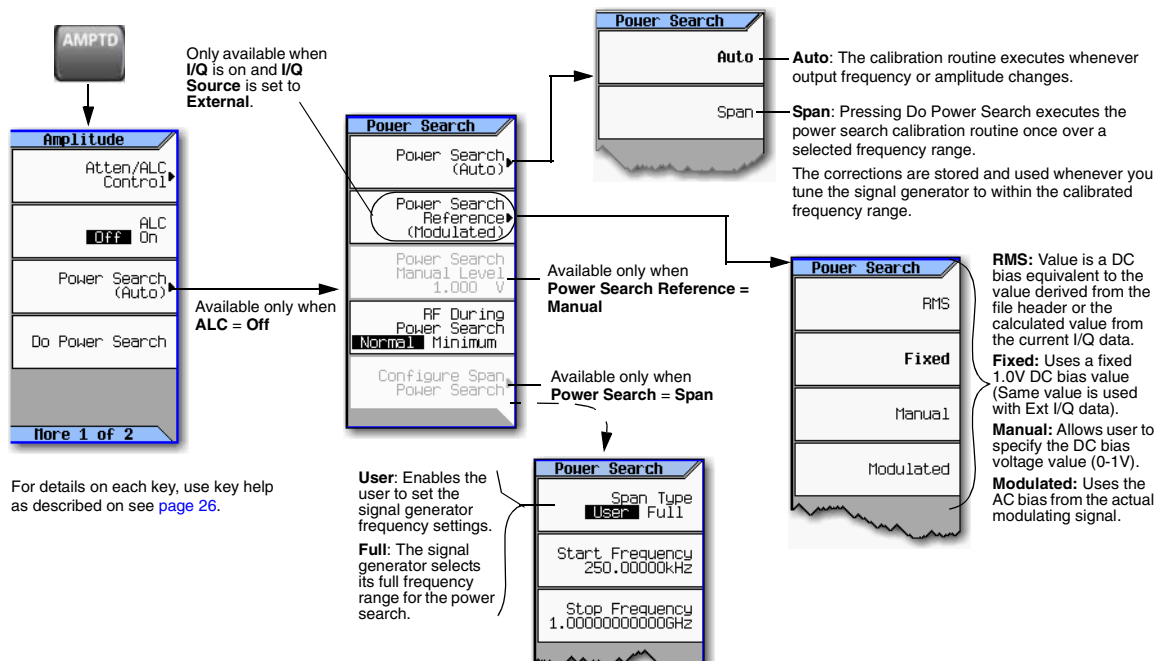 AMPTD
Only available when
I/Q is on and I/Q
Source is set to
External.
Amplitude
Atten/ALC
Control
ALC
Off On
Power Search
(Auto)
Do Power Search
More 1 of 2
Available only when
ALC = Off
For details on each key, use key help
as described on see page 26.
Power Search
Power Search
(Auto)
Power Search
Reference
(Modulated)
Power Search
Manual Level
1.000 V
RF During
Power Search
Normal Minimum
Configure Span
Power Search
Available only when
Power Search Reference =
Manual
Available only when
Power Search = Span
Power Search
Auto
Span
Auto: The calibration routine executes whenever
output frequency or amplitude changes.
Span: Pressing Do Power Search executes the
power search calibration routine once over a
selected frequency range.
The corrections are stored and used whenever you
tune the signal generator to within the calibrated
frequency range.
Power Search
RMS
Fixed
Manual
Modulated
RMS: Value is a DC
bias equivalent to the
value derived from the
file header or the
calculated value from
the current I/Q data.
Fixed: Uses a fixed
1.0V DC bias value
(Same value is used
with Ext I/Q data).
Manual: Allows user to
specify the DC bias
voltage value (0-1V).
Modulated: Uses the
AC bias from the actual
modulating signal.
User: Enables the
user to set the
signal generator
frequency settings.
Full: The signal
generator selects
its full frequency
range for the power
search.
Power Search
Span Type
User Full
Start Frequency
250.00000kHz
Stop Frequency
1.00000000000GHz